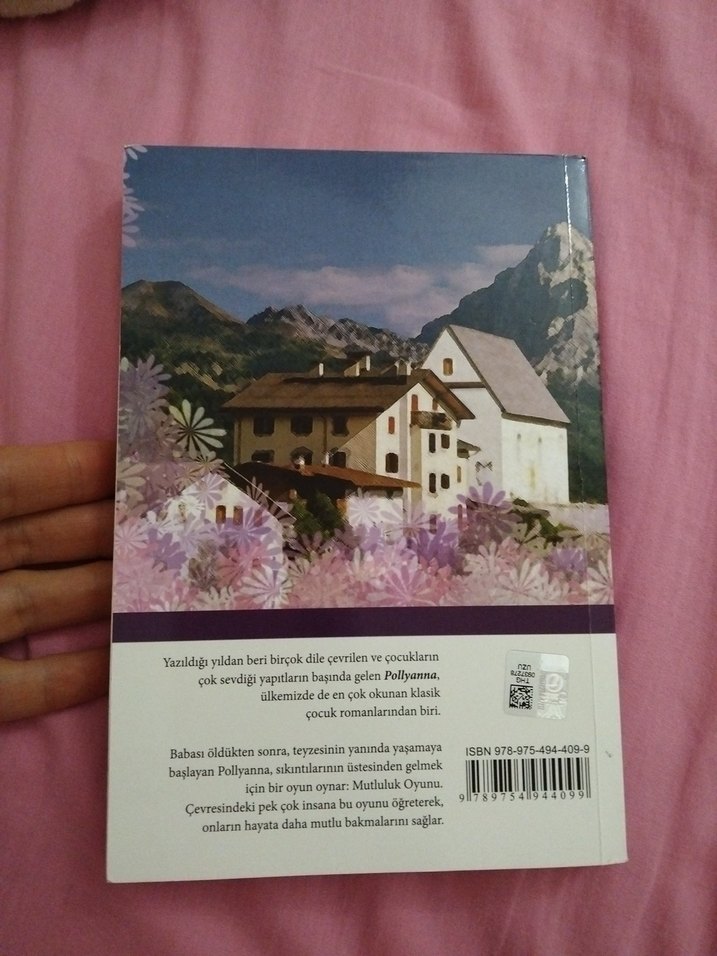 Yazıldığı yıldan beri birçok dile çevrilen ve çocukların
çok sevdiği yapıtların başında gelen Pollyanna,
ülkemizde de en çok okunan klasik
çocuk romanlarından biri.
Babası öldükten sonra, teyzesinin yanında yaşamaya
başlayan Pollyanna, sıkıntılarının üstesinden gelmek
için bir oyun oynar: Mutluluk Oyunu.
Çevresindeki pek çok insana bu oyunu öğreterek,
onların hayata daha mutlu bakmalarını sağlar.
THG
0937278
UZU
ISBN 978-975-494-409-9
9 789754 944099